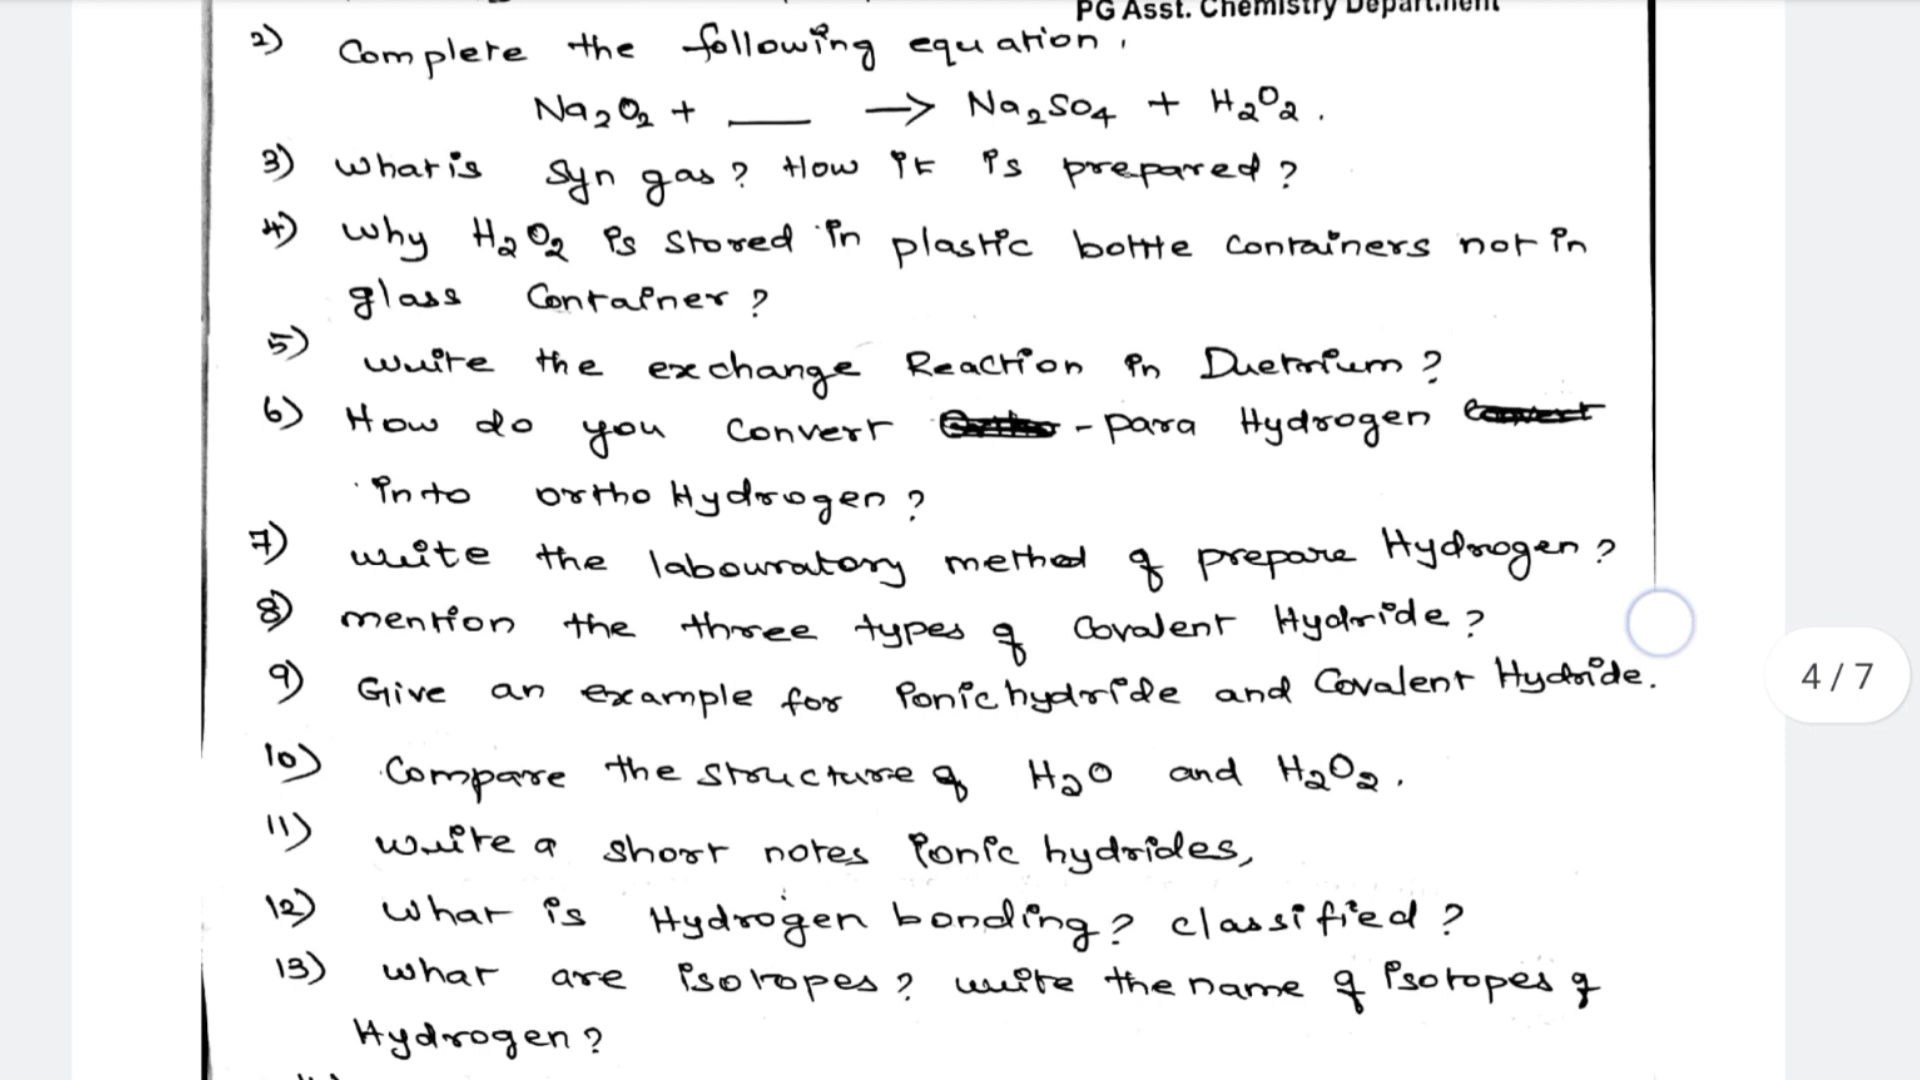 PG Asst. Chemistry Department
2) Complete the following equation.
Na2O2 + ___ → Na2SO4 + H2O2.
3) what is Syn gas? How it is prepared?
4) why H2O2 is stored in plastic bottle containers not in
glass Container?
5) write the exchange Reaction in Duetrium?
6) How do you convert - para Hydrogen
into ortho Hydrogen?
7) write the labouratory method of prepare Hydrogen?
8) mention the three types of Covalent Hydride?
9) Give an example for ionic hydride and Covalent Hydride.
10) Compare the structure of H2O and H2O2.
11) write a short notes ionic hydrides,
12) what is Hydrogen bonding? classified?
13) what are isotopes? write the name of isotopes of
Hydrogen?
4/7